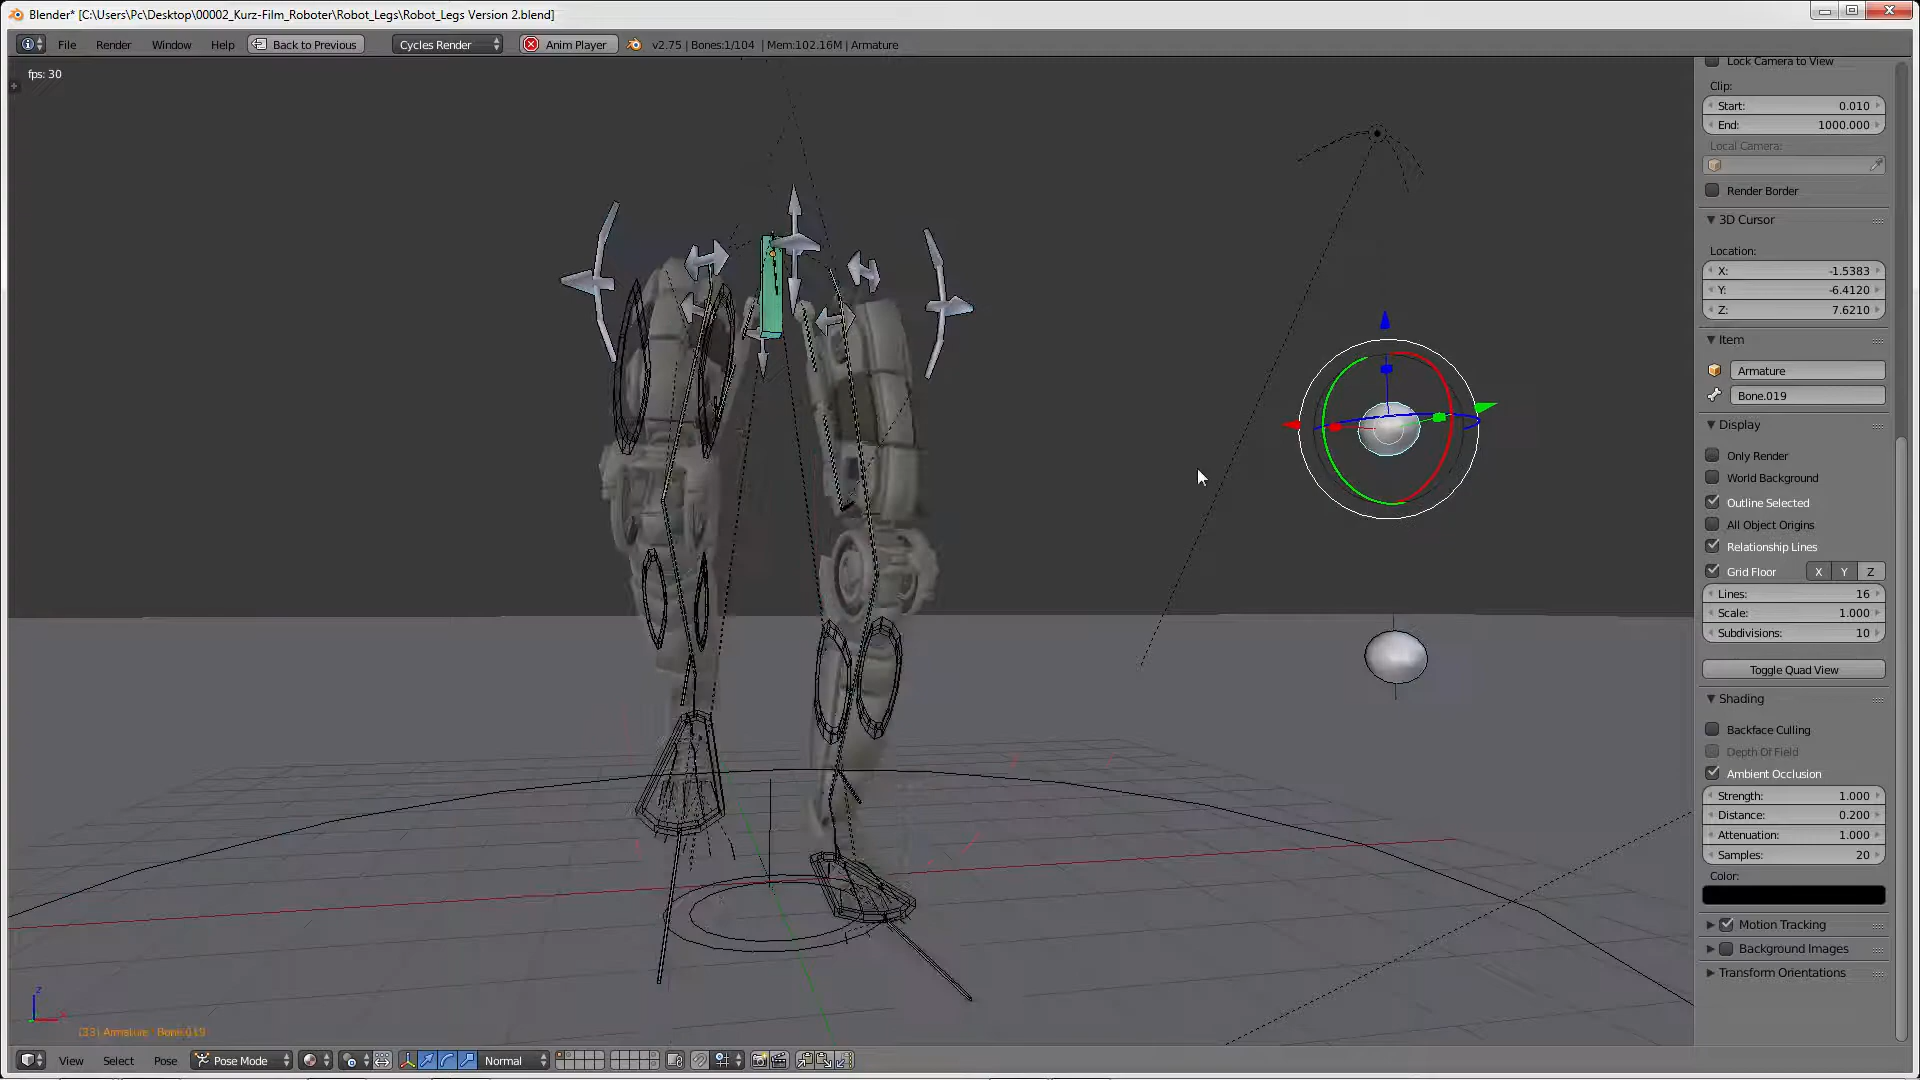 Blender* [C:\Users\Pc\Desktop\00002_Kurz-Film_Roboter\Robot_Legs\Robot_Legs Version 2.blend]
File Render Window Help Back to Previous Cycles Render Anim Player v2.75 | Bones:1/104 | Mem:102.16M | Armature
fps: 30
Lock Camera to View
Clip:
Start: 0.010
End: 1000.000
Local Camera:
Render Border
3D Cursor
Location:
X: -1.5383
Y: -6.4120
Z: 7.6210
Item
Armature
Bone.019
Display
Only Render
World Background
Outline Selected
All Object Origins
Relationship Lines
Grid Floor X Y Z
Lines: 16
Scale: 1.000
Subdivisions: 10
Toggle Quad View
Shading
Backface Culling
Depth Of Field
Ambient Occlusion
Strength: 1.000
Distance: 0.200
Attenuation: 1.000
Samples: 20
Color:
Motion Tracking
Background Images
Transform Orientations
z
(33) Armature : Bone.019
View Select Pose Pose Mode Normal